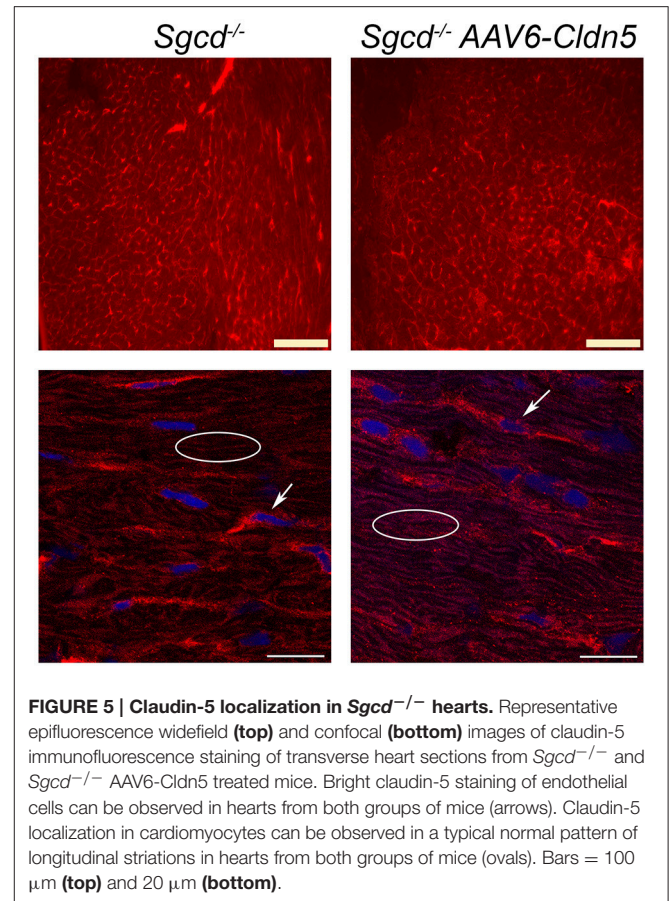 Sgcd-/- Sgcd-/- AAV6-Cldn5
FIGURE 5 | Claudin-5 localization in Sgcd−/− hearts. Representative
epifluorescence widefield (top) and confocal (bottom) images of claudin-5
immunofluorescence staining of transverse heart sections from Sgcd−/− and
Sgcd−/− AAV6-Cldn5 treated mice. Bright claudin-5 staining of endothelial
cells can be observed in hearts from both groups of mice (arrows). Claudin-5
localization in cardiomyocytes can be observed in a typical normal pattern of
longitudinal striations in hearts from both groups of mice (ovals). Bars = 100
μm (top) and 20 μm (bottom).